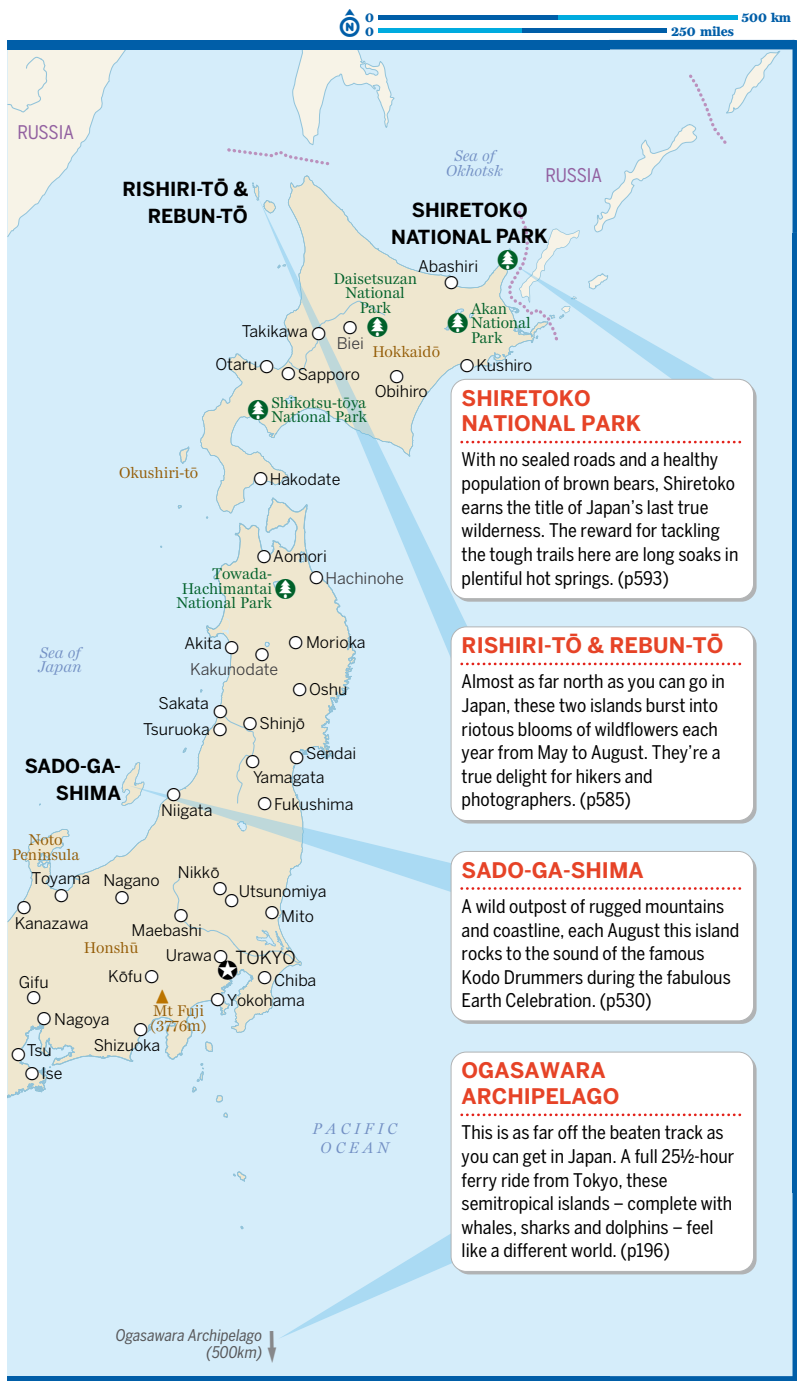 N
0 500 km
0 250 miles
RUSSIA
Sea of
Okhotsk
RUSSIA
RISHIRI-TŌ &
REBUN-TŌ
SHIRETOKO
NATIONAL PARK
Abashiri
Daisetsuzan
National
Park
Akan
National
Park
Takikawa
Biei
Hokkaidō
Otaru
Sapporo
Obihiro
Kushiro
Shikotsu-tōya
National Park
Okushiri-tō
Hakodate
SHIRETOKO
NATIONAL PARK
With no sealed roads and a healthy
population of brown bears, Shiretoko
earns the title of Japan's last true
wilderness. The reward for tackling
the tough trails here are long soaks in
plentiful hot springs. (p593)
Aomori
Towada-
Hachimantai
National Park
Hachinohe
Sea of
Japan
Akita
Morioka
Kakunodate
Oshu
Sakata
Tsuruoka
Shinjō
Sendai
Yamagata
SADO-GA-
SHIMA
Niigata
Fukushima
RISHIRI-TŌ & REBUN-TŌ
Almost as far north as you can go in
Japan, these two islands burst into
riotous blooms of wildflowers each
year from May to August. They're a
true delight for hikers and
photographers. (p585)
Noto
Peninsula
Toyama
Nagano
Nikkō
Utsunomiya
Kanazawa
Maebashi
Mito
Honshū
Urawa
TOKYO
Kōfu
Chiba
Gifu
Mt Fuji
(3776m)
Yokohama
Nagoya
Shizuoka
Tsu
Ise
SADO-GA-SHIMA
A wild outpost of rugged mountains
and coastline, each August this island
rocks to the sound of the famous
Kodo Drummers during the fabulous
Earth Celebration. (p530)
PACIFIC
OCEAN
OGASAWARA
ARCHIPELAGO
This is as far off the beaten track as
you can get in Japan. A full 25½-hour
ferry ride from Tokyo, these
semitropical islands – complete with
whales, sharks and dolphins – feel
like a different world. (p196)
Ogasawara Archipelago
(500km)